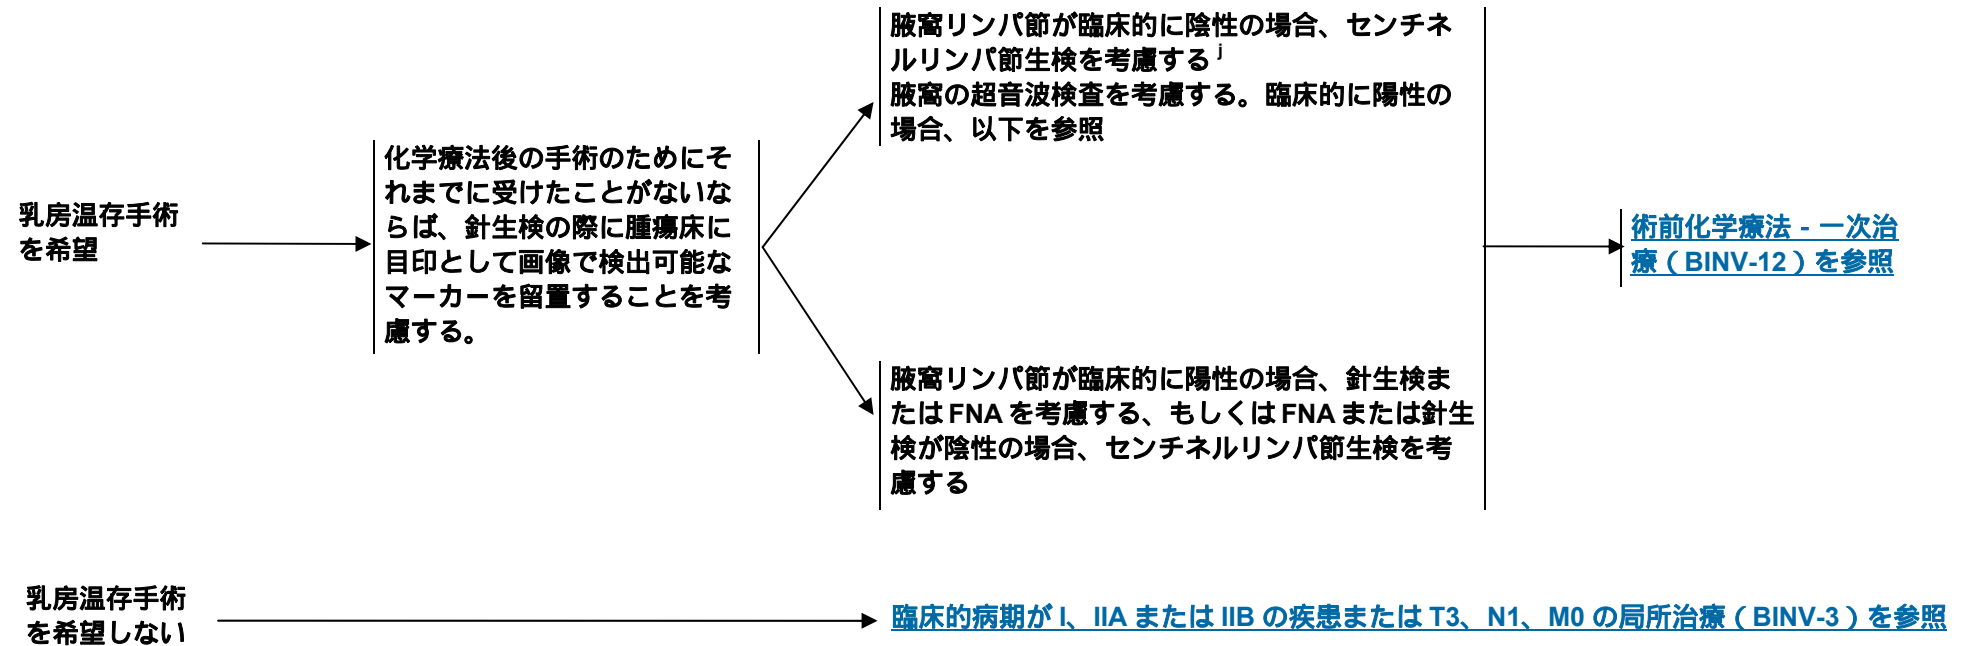 乳房温存手術
を希望
化学療法後の手術のためにそ
れまでに受けたことがないな
らば、針生検の際に腫瘍床に
目印として画像で検出可能な
マーカーを留置することを考
慮する。
腋窩リンパ節が臨床的に陰性の場合、センチネ
ルリンパ節生検を考慮する j
腋窩の超音波検査を考慮する。臨床的に陽性の
場合、以下を参照
腋窩リンパ節が臨床的に陽性の場合、針生検ま
たは FNA を考慮する、もしくは FNA または針生
検が陰性の場合、センチネルリンパ節生検を考
慮する
術前化学療法 - 一次治
療（BINV-12）を参照
乳房温存手術
を希望しない
臨床的病期が I、IIA または IIB の疾患または T3、N1、M0 の局所治療（BINV-3）を参照